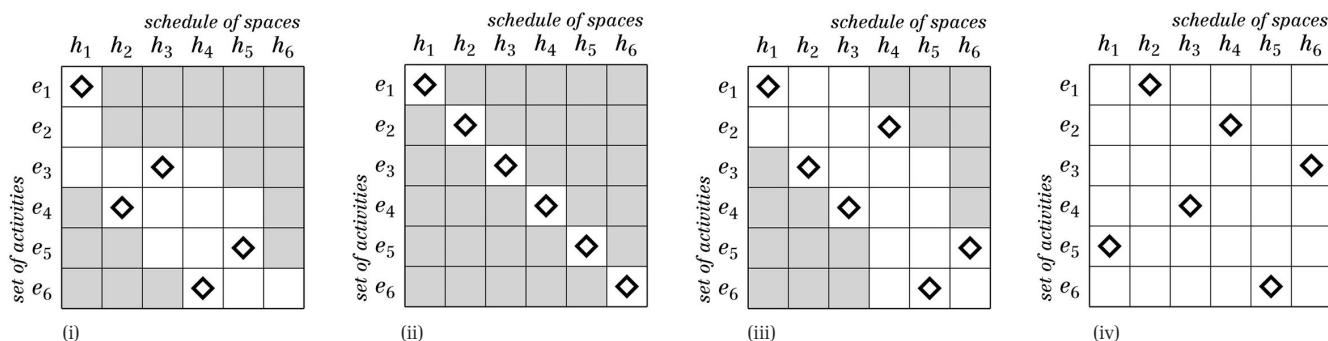 schedule of spaces
h1 h2 h3 h4 h5 h6
set of activities
e1
e2
e3
e4
e5
e6
(i)
schedule of spaces
h1 h2 h3 h4 h5 h6
set of activities
e1
e2
e3
e4
e5
e6
(ii)
schedule of spaces
h1 h2 h3 h4 h5 h6
set of activities
e1
e2
e3
e4
e5
e6
(iii)
schedule of spaces
h1 h2 h3 h4 h5 h6
set of activities
e1
e2
e3
e4
e5
e6
(iv)